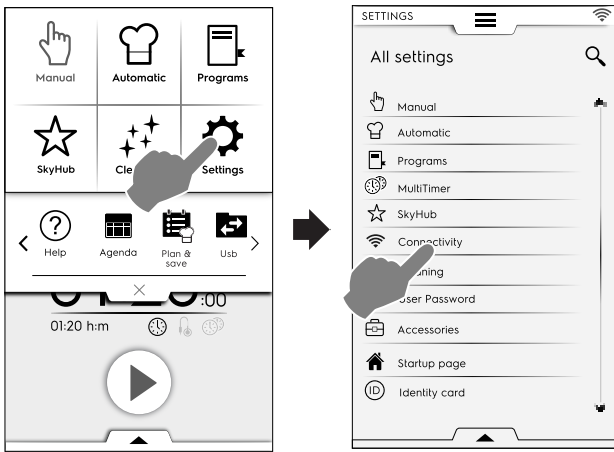 Manual Automatic Programs
SkyHub Settings
Help Agenda Plan & save Usb
:00
01:20 h:m
SETTINGS
All settings
Manual
Automatic
Programs
MultiTimer
SkyHub
Connectivity
User Password
Accessories
Startup page
ID Identity card